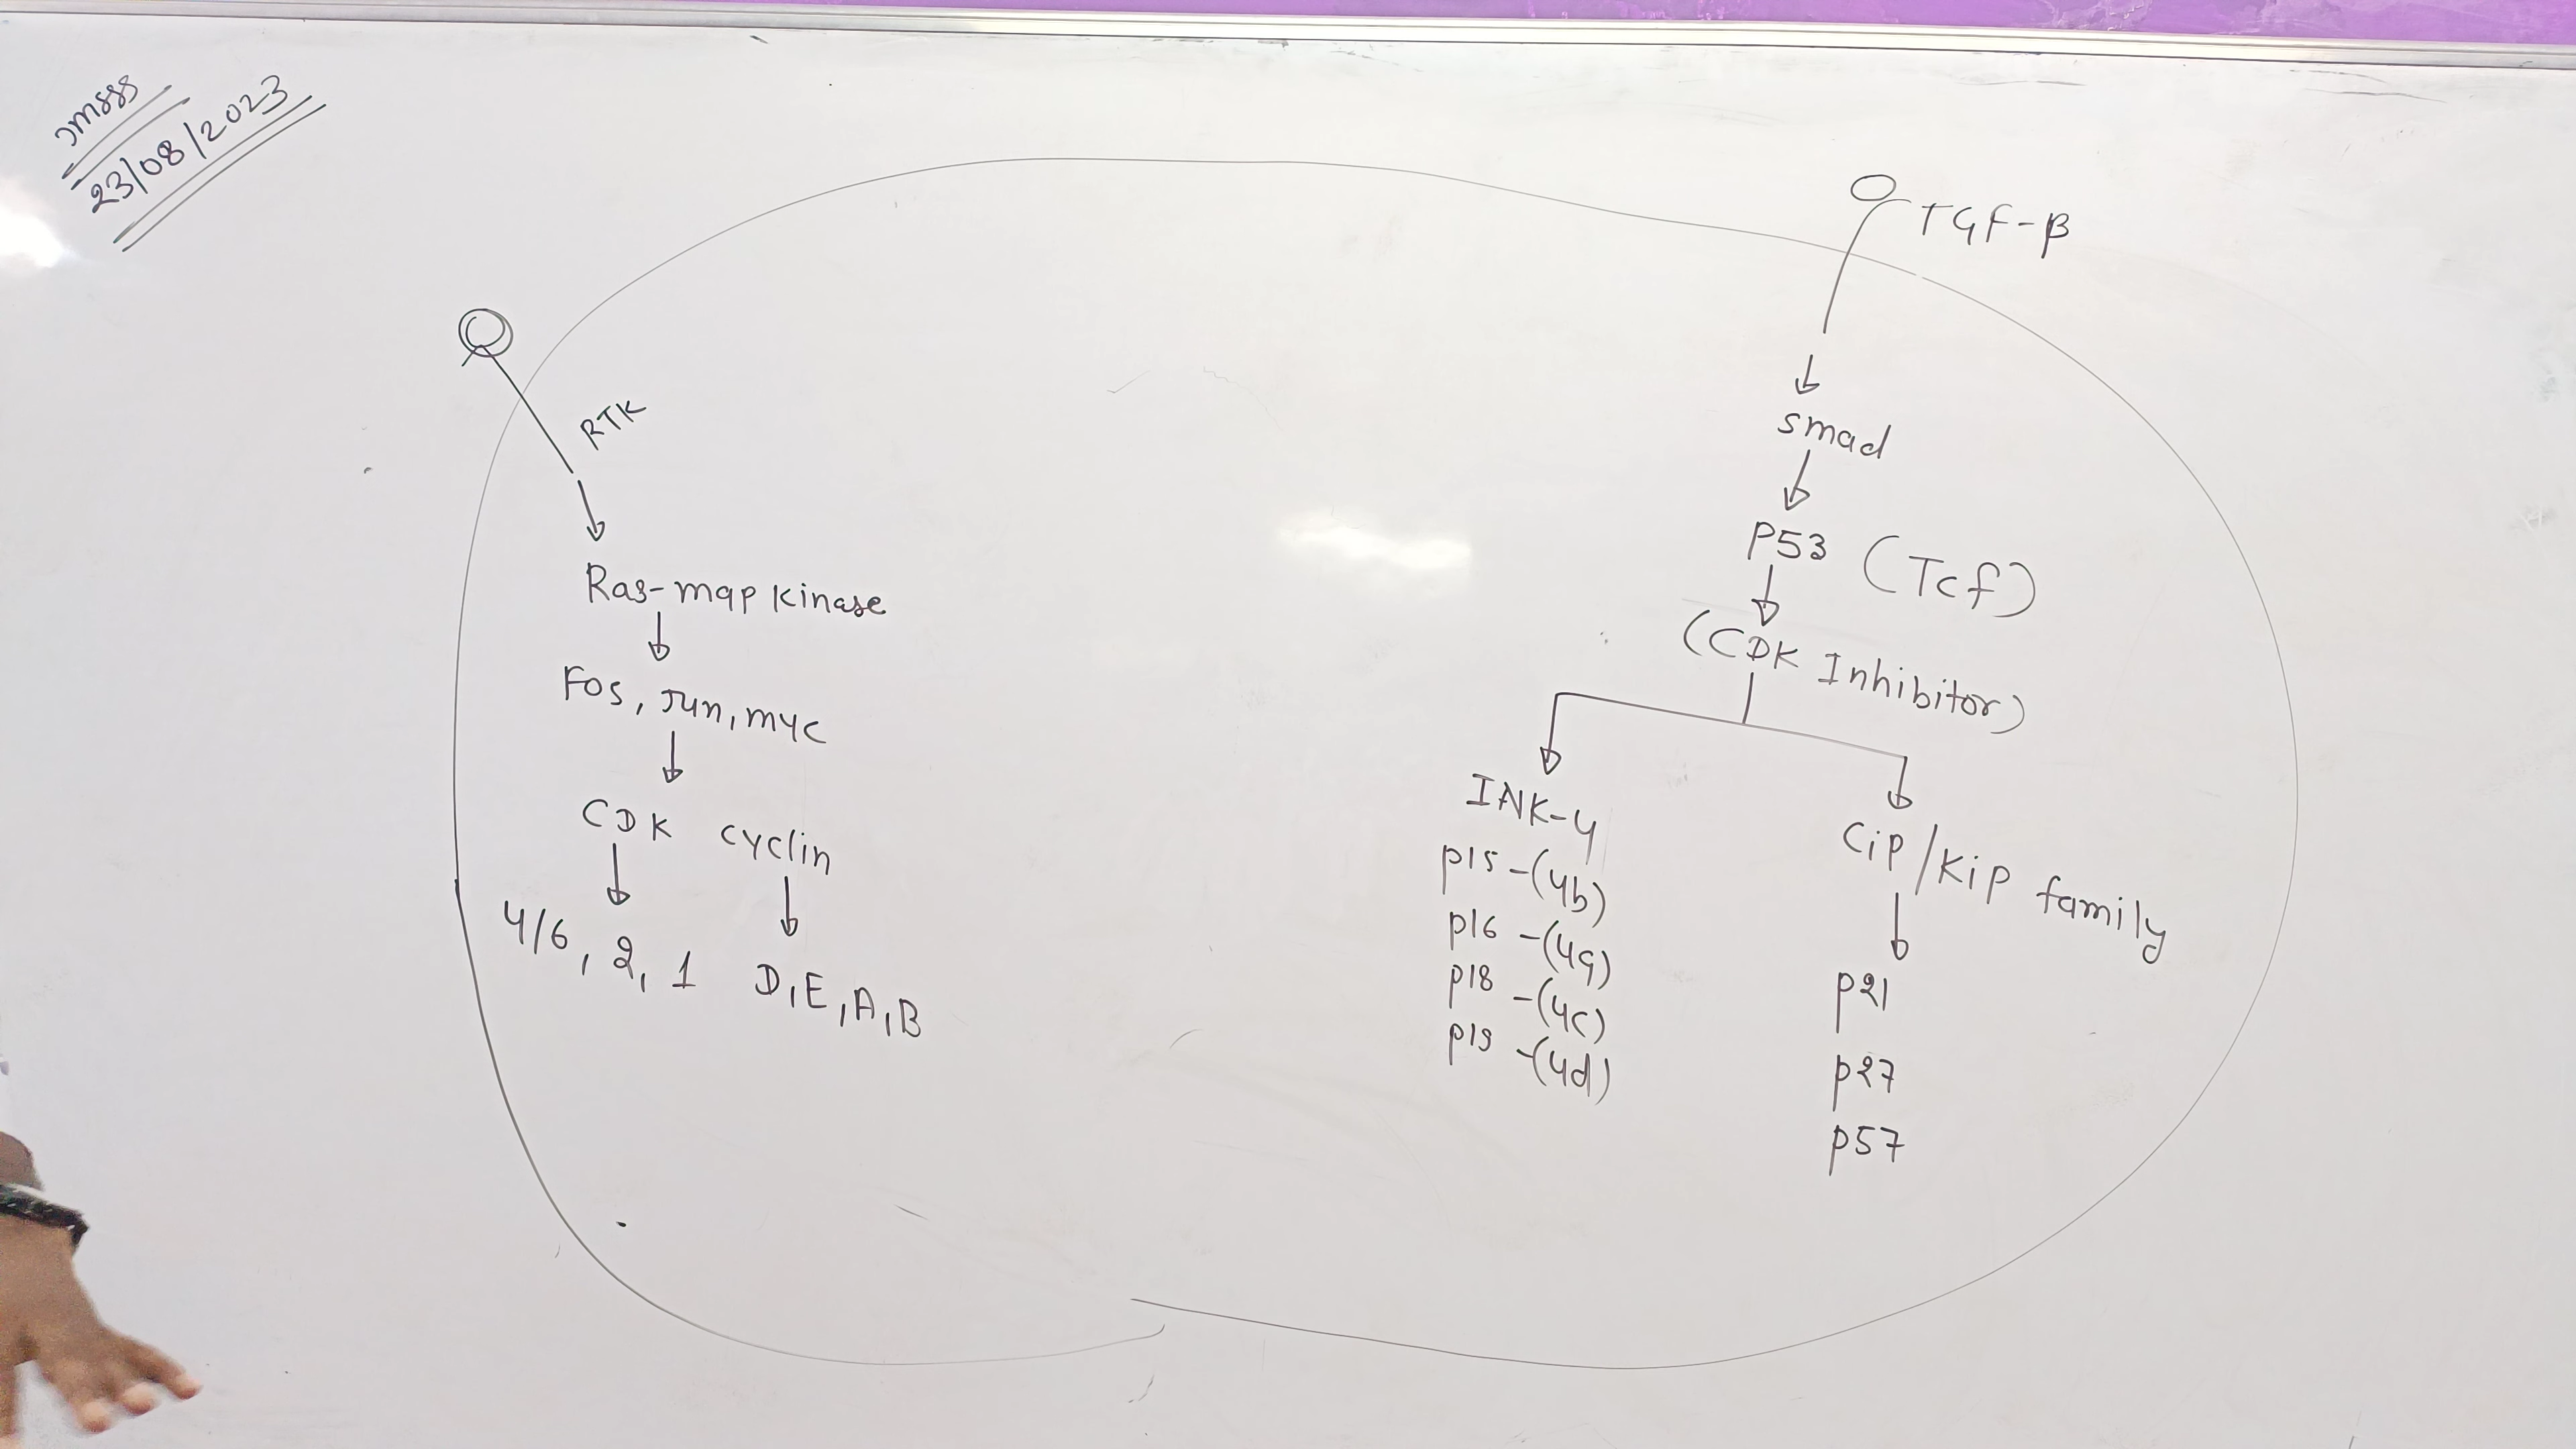 Jmsss
23/08/2023
RTK
Ras-map kinase
Fos, Jun, myc
CDK cyclin
4/6, 2, 1 D, E, A, B
TGF-β
smad
P53 (Tcf)
(CDK Inhibitor)
INK-4
p15 -(4b)
p16 -(4a)
p18 -(4c)
p19 -(4d)
Cip/Kip family
p21
p27
p57